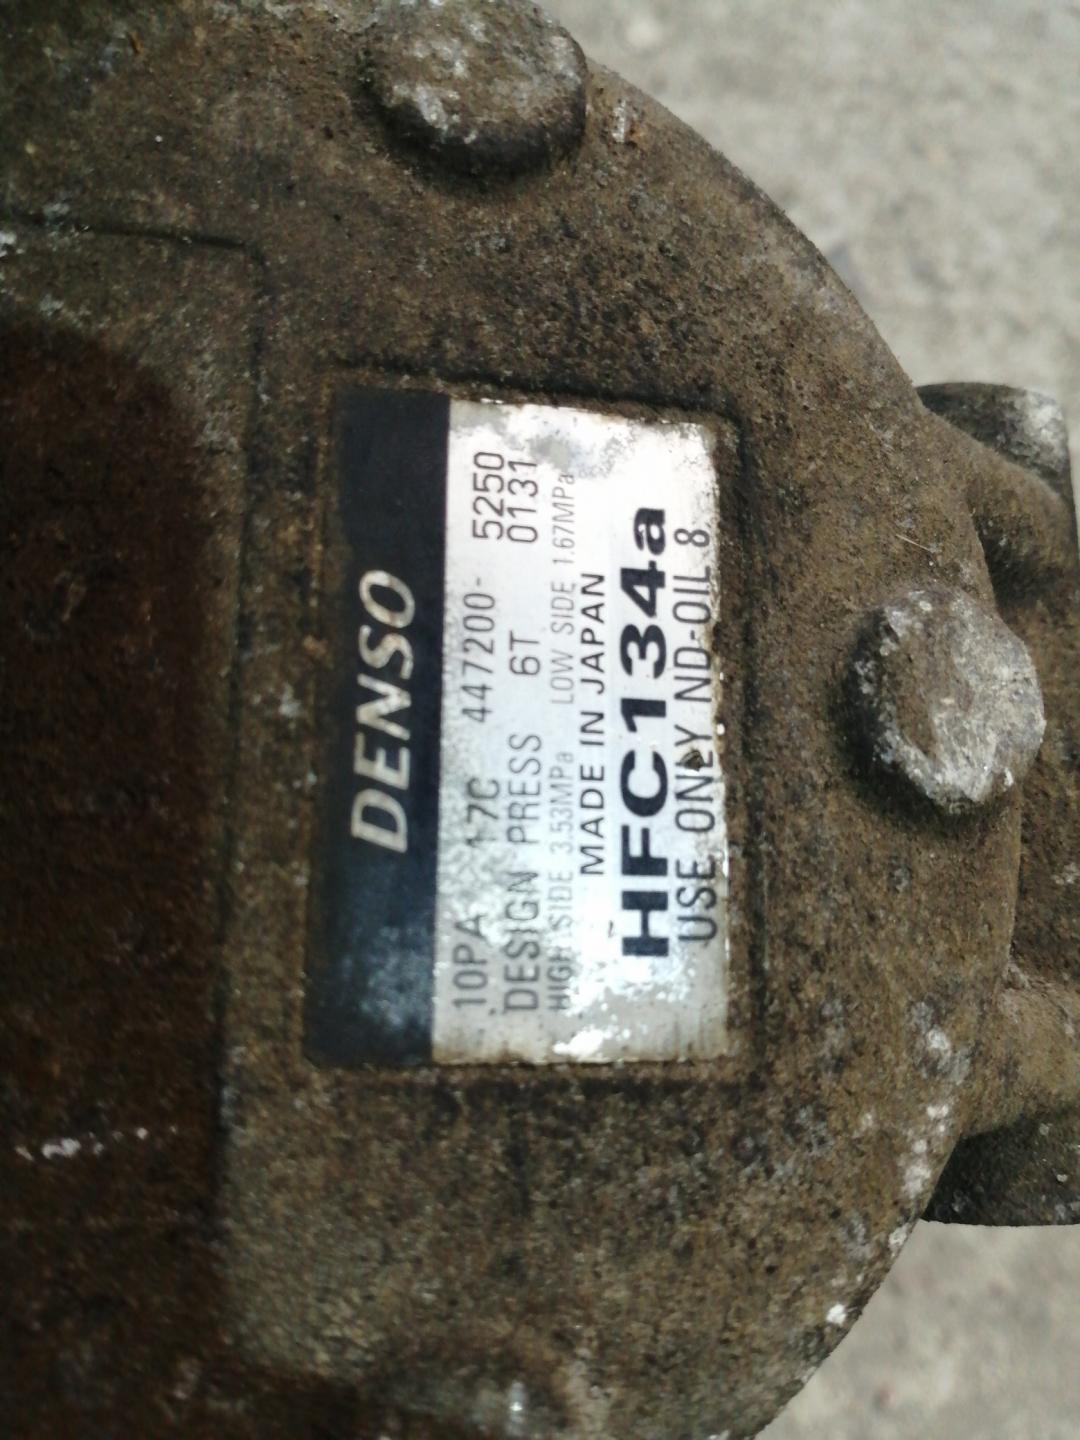 DENSO
10PA 17C 447200- 5250
DESIGN PRESS 6T 0131
HIGH SIDE 3.53MPa LOW SIDE 1.67MPa
MADE IN JAPAN
HFC134a
USE ONLY ND-OIL 8